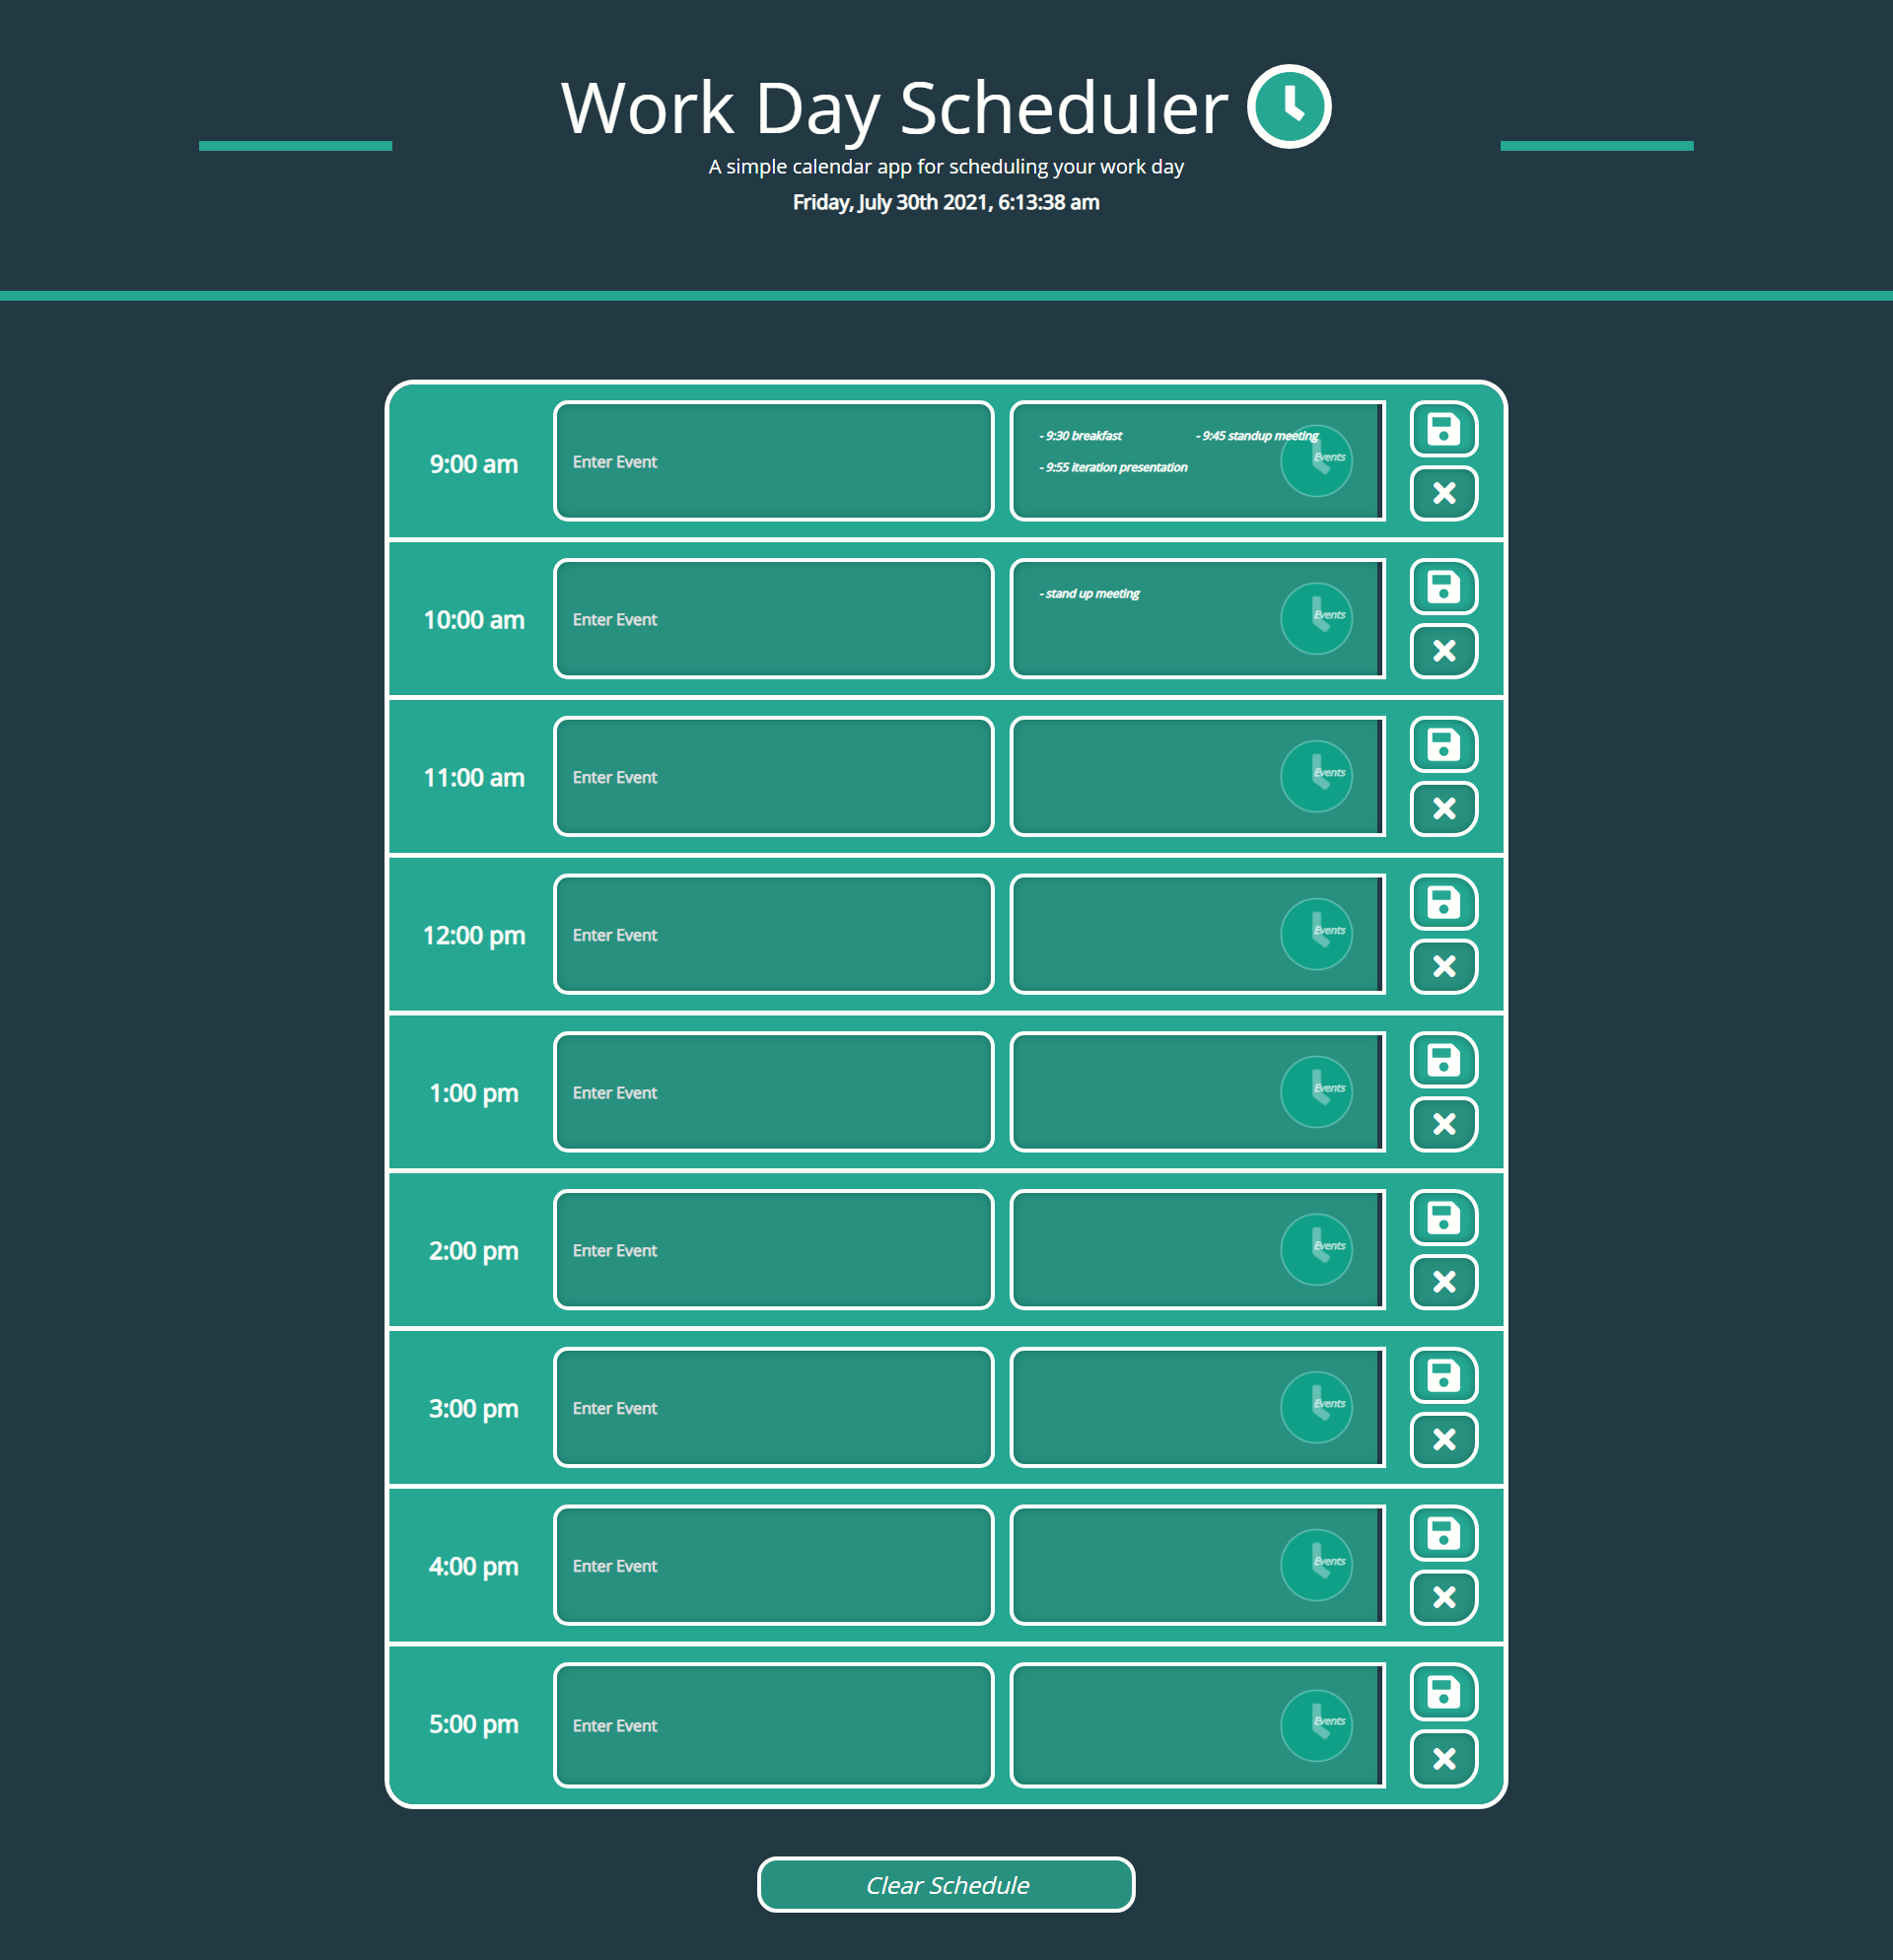 Work Day Scheduler
A simple calendar app for scheduling your work day
Friday, July 30th 2021, 6:13:38 am
9:00 am
Enter Event
- 9:30 breakfast - 9:45 standup meeting
Events
- 9:55 iteration presentation
10:00 am
Enter Event
- stand up meeting
Events
11:00 am
Enter Event
Events
12:00 pm
Enter Event
Events
1:00 pm
Enter Event
Events
2:00 pm
Enter Event
Events
3:00 pm
Enter Event
Events
4:00 pm
Enter Event
Events
5:00 pm
Enter Event
Events
Clear Schedule